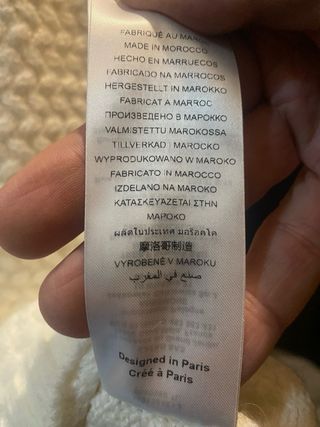 FABRIQUÉ AU MAROC
MADE IN MOROCCO
HECHO EN MARRUECOS
FABRICADO NA MARROCOS
HERGESTELLT IN MAROKKO
FABRICAT A MARROC
ПРОИЗВЕДЕНО В МАРОККО
VALMISTETTU MAROKOSSA
TILLVERKAD I MAROCKO
WYPRODUKOWANO W MAROKO
FABRICATO IN MAROCCO
IZDELANO NA MAROKO
ΚΑΤΑΣΚΕΥΆΖΕΤΑΙ ΣΤΗΝ
ΜΑΡΟΚΟ
ผลิตในประเทศ มอร็อคโค
摩洛哥制造
VYROBENÉ V MAROKU
صنع في المغرب
Designed in Paris
Créé à Paris